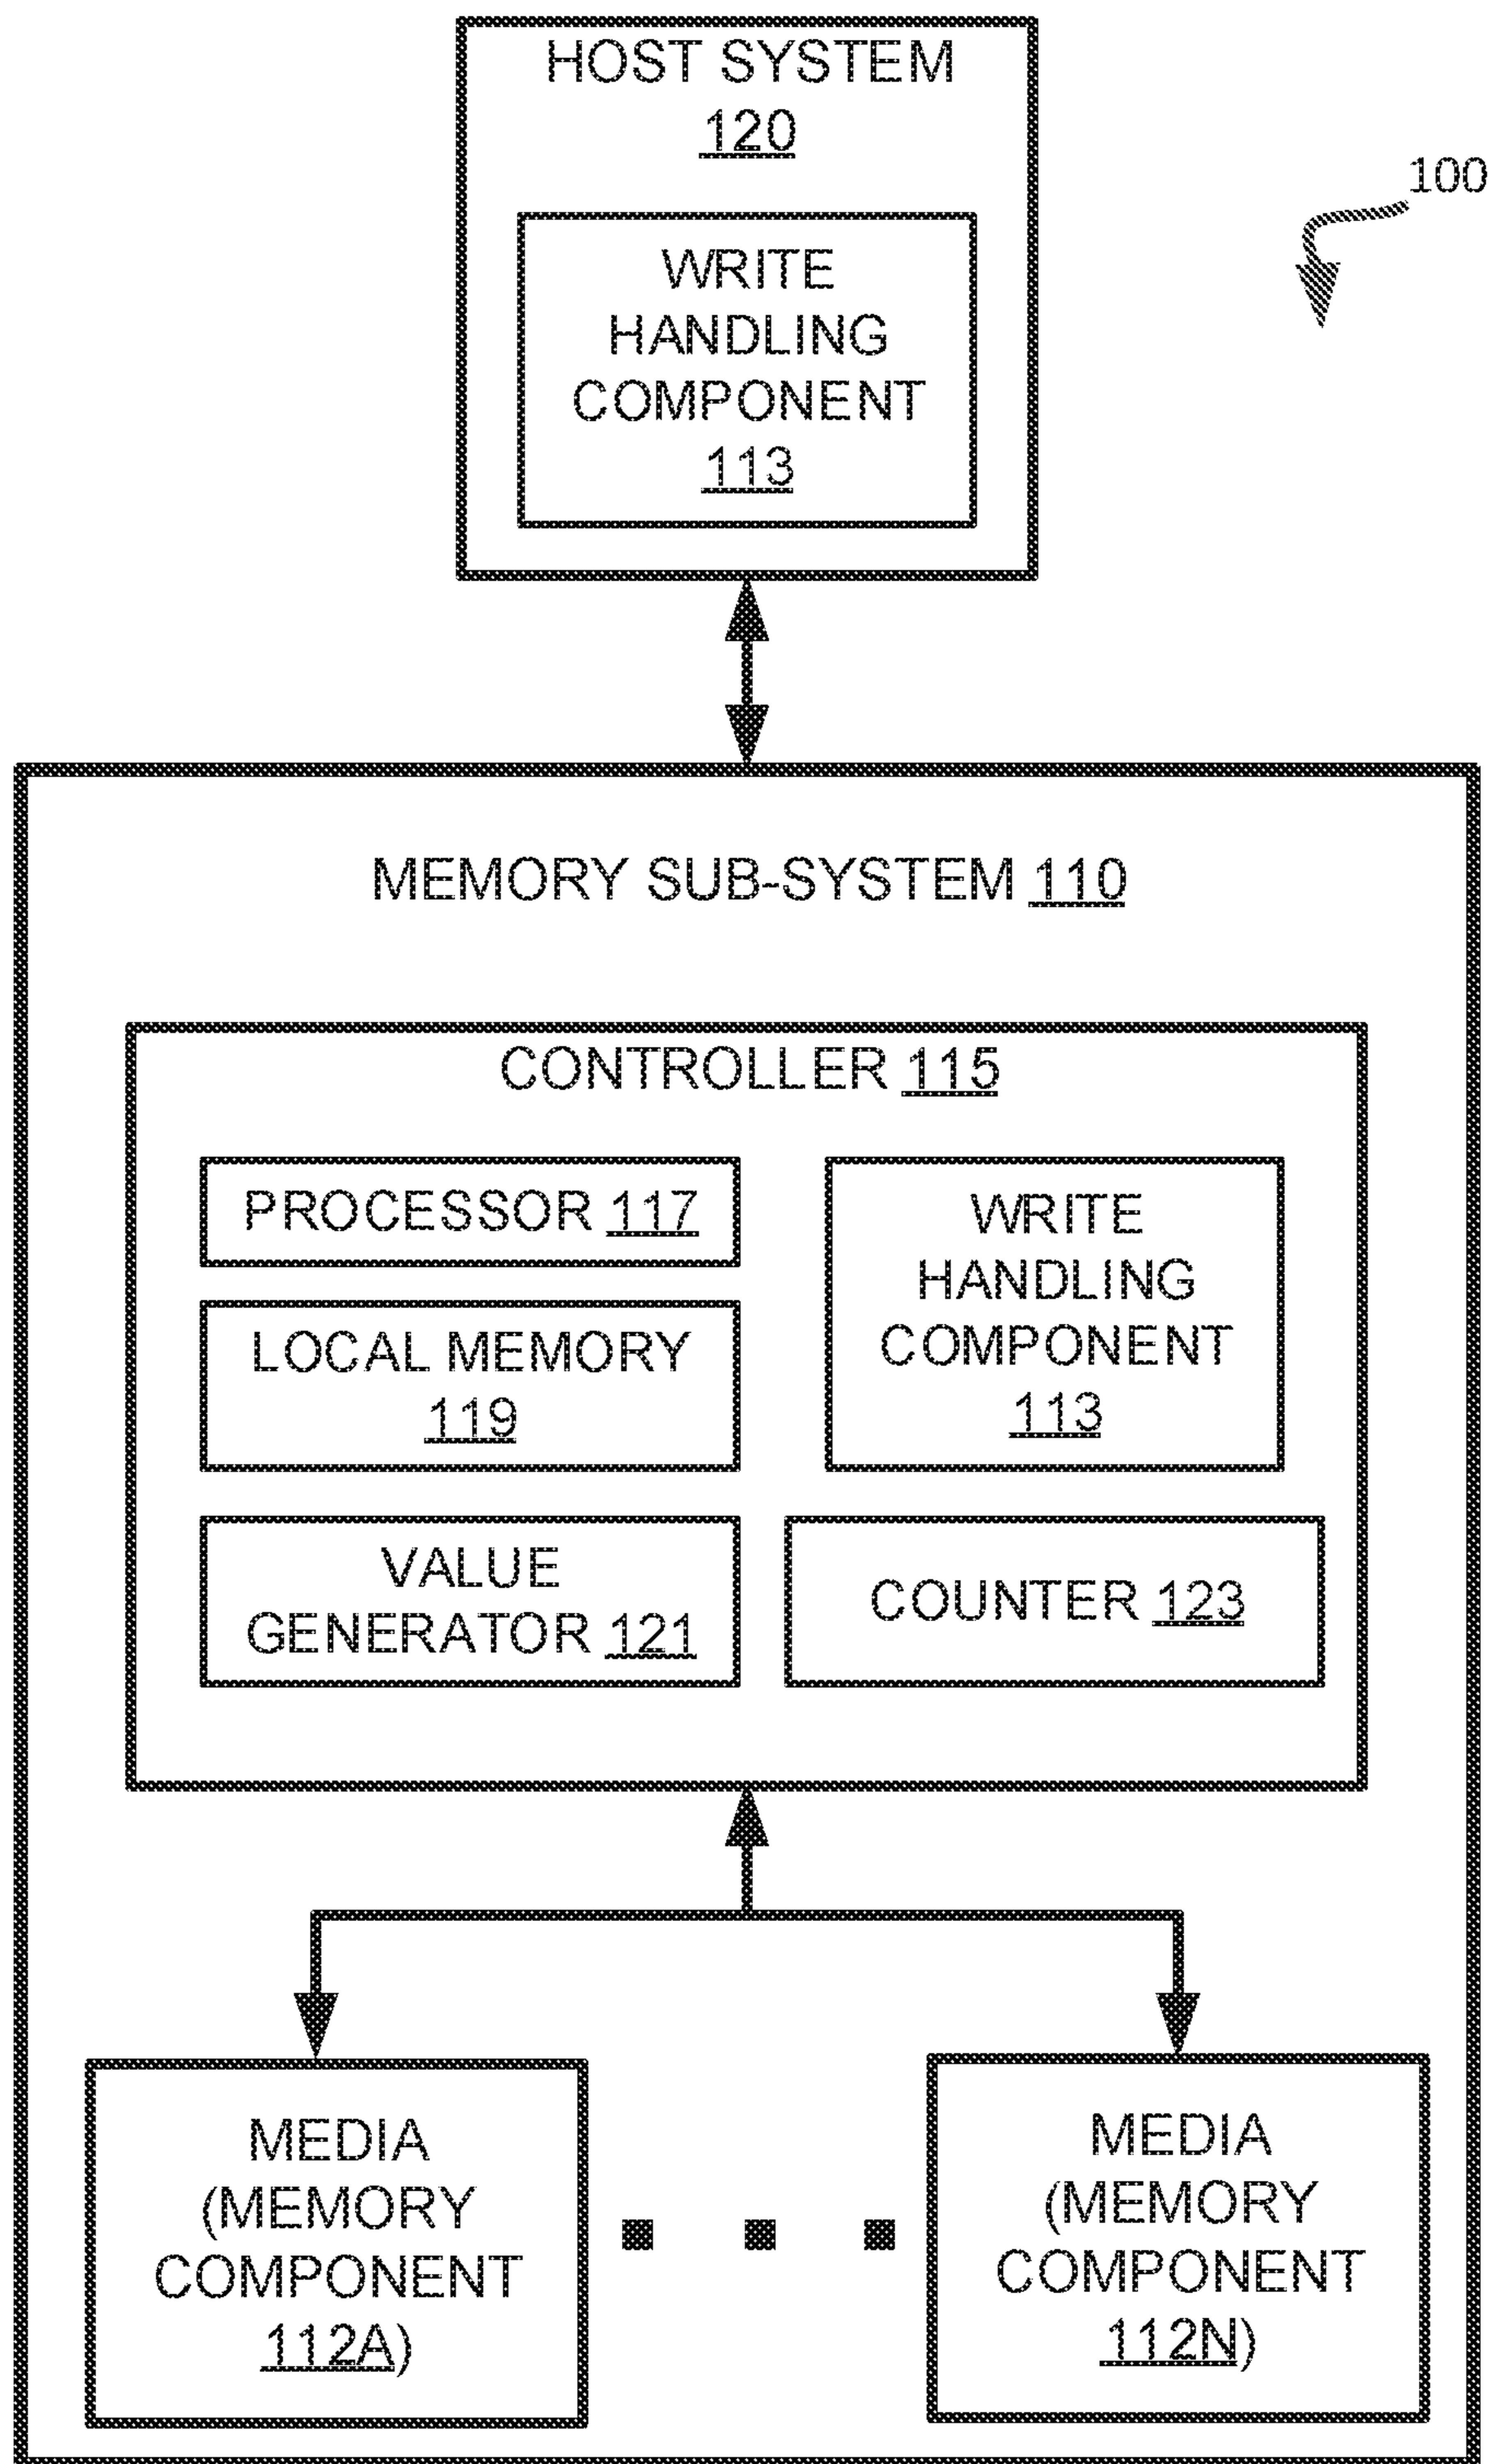 HOST SYSTEM
120
100
WRITE
HANDLING
COMPONENT
113
MEMORY SUB-SYSTEM 110
CONTROLLER 115
PROCESSOR 117
LOCAL MEMORY
119
VALUE
GENERATOR 121
WRITE
HANDLING
COMPONENT
113
COUNTER 123
MEDIA
(MEMORY
COMPONENT
112A)
MEDIA
(MEMORY
COMPONENT
112N)